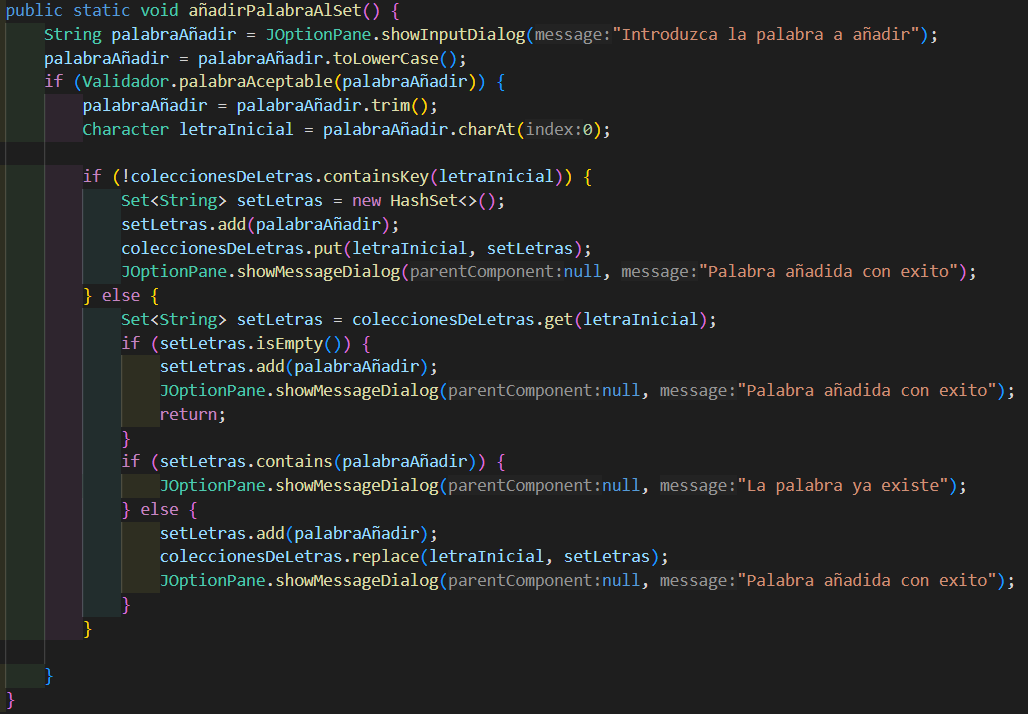 public static void añadirPalabraAlSet() {
    String palabraAñadir = JOptionPane.showInputDialog(message:"Introduzca la palabra a añadir");
    palabraAñadir = palabraAñadir.toLowerCase();
    if (Validador.palabraAceptable(palabraAñadir)) {
        palabraAñadir = palabraAñadir.trim();
        Character letraInicial = palabraAñadir.charAt(index:0);

        if (!coleccionesDeLetras.containsKey(letraInicial)) {
            Set<String> setLetras = new HashSet<>();
            setLetras.add(palabraAñadir);
            coleccionesDeLetras.put(letraInicial, setLetras);
            JOptionPane.showMessageDialog(parentComponent:null, message:"Palabra añadida con exito");
        } else {
            Set<String> setLetras = coleccionesDeLetras.get(letraInicial);
            if (setLetras.isEmpty()) {
                setLetras.add(palabraAñadir);
                JOptionPane.showMessageDialog(parentComponent:null, message:"Palabra añadida con exito");
                return;
            }
            if (setLetras.contains(palabraAñadir)) {
                JOptionPane.showMessageDialog(parentComponent:null, message:"La palabra ya existe");
            } else {
                setLetras.add(palabraAñadir);
                coleccionesDeLetras.replace(letraInicial, setLetras);
                JOptionPane.showMessageDialog(parentComponent:null, message:"Palabra añadida con exito");
            }
        }

    }
}